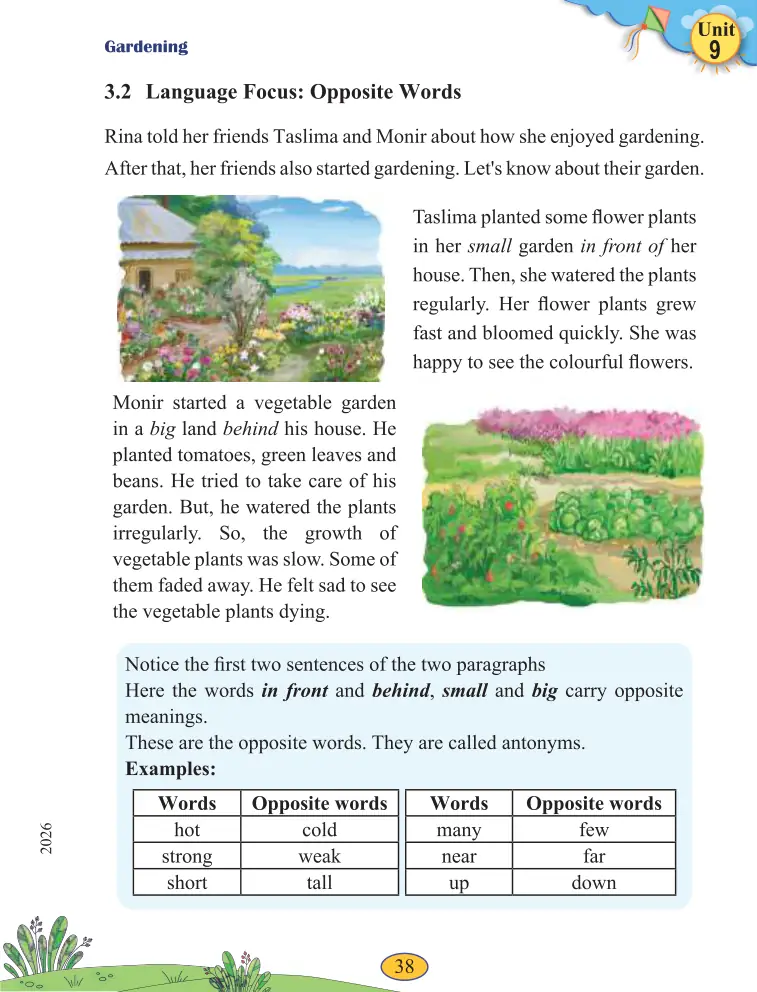 Gardening
Unit
9
3.2 Language Focus: Opposite Words
Rina told her friends Taslima and Monir about how she enjoyed gardening.
After that, her friends also started gardening. Let's know about their garden.
Taslima planted some flower plants
in her small garden in front of her
house. Then, she watered the plants
regularly. Her flower plants grew
fast and bloomed quickly. She was
happy to see the colourful flowers.
Monir started a vegetable garden
in a big land behind his house. He
planted tomatoes, green leaves and
beans. He tried to take care of his
garden. But, he watered the plants
irregularly. So, the growth of
vegetable plants was slow. Some of
them faded away. He felt sad to see
the vegetable plants dying.
Notice the first two sentences of the two paragraphs
Here the words in front and behind, small and big carry opposite
meanings.
These are the opposite words. They are called antonyms.
Examples:
Words Opposite words Words Opposite words
hot cold many few
strong weak near far
short tall up down
2026
38